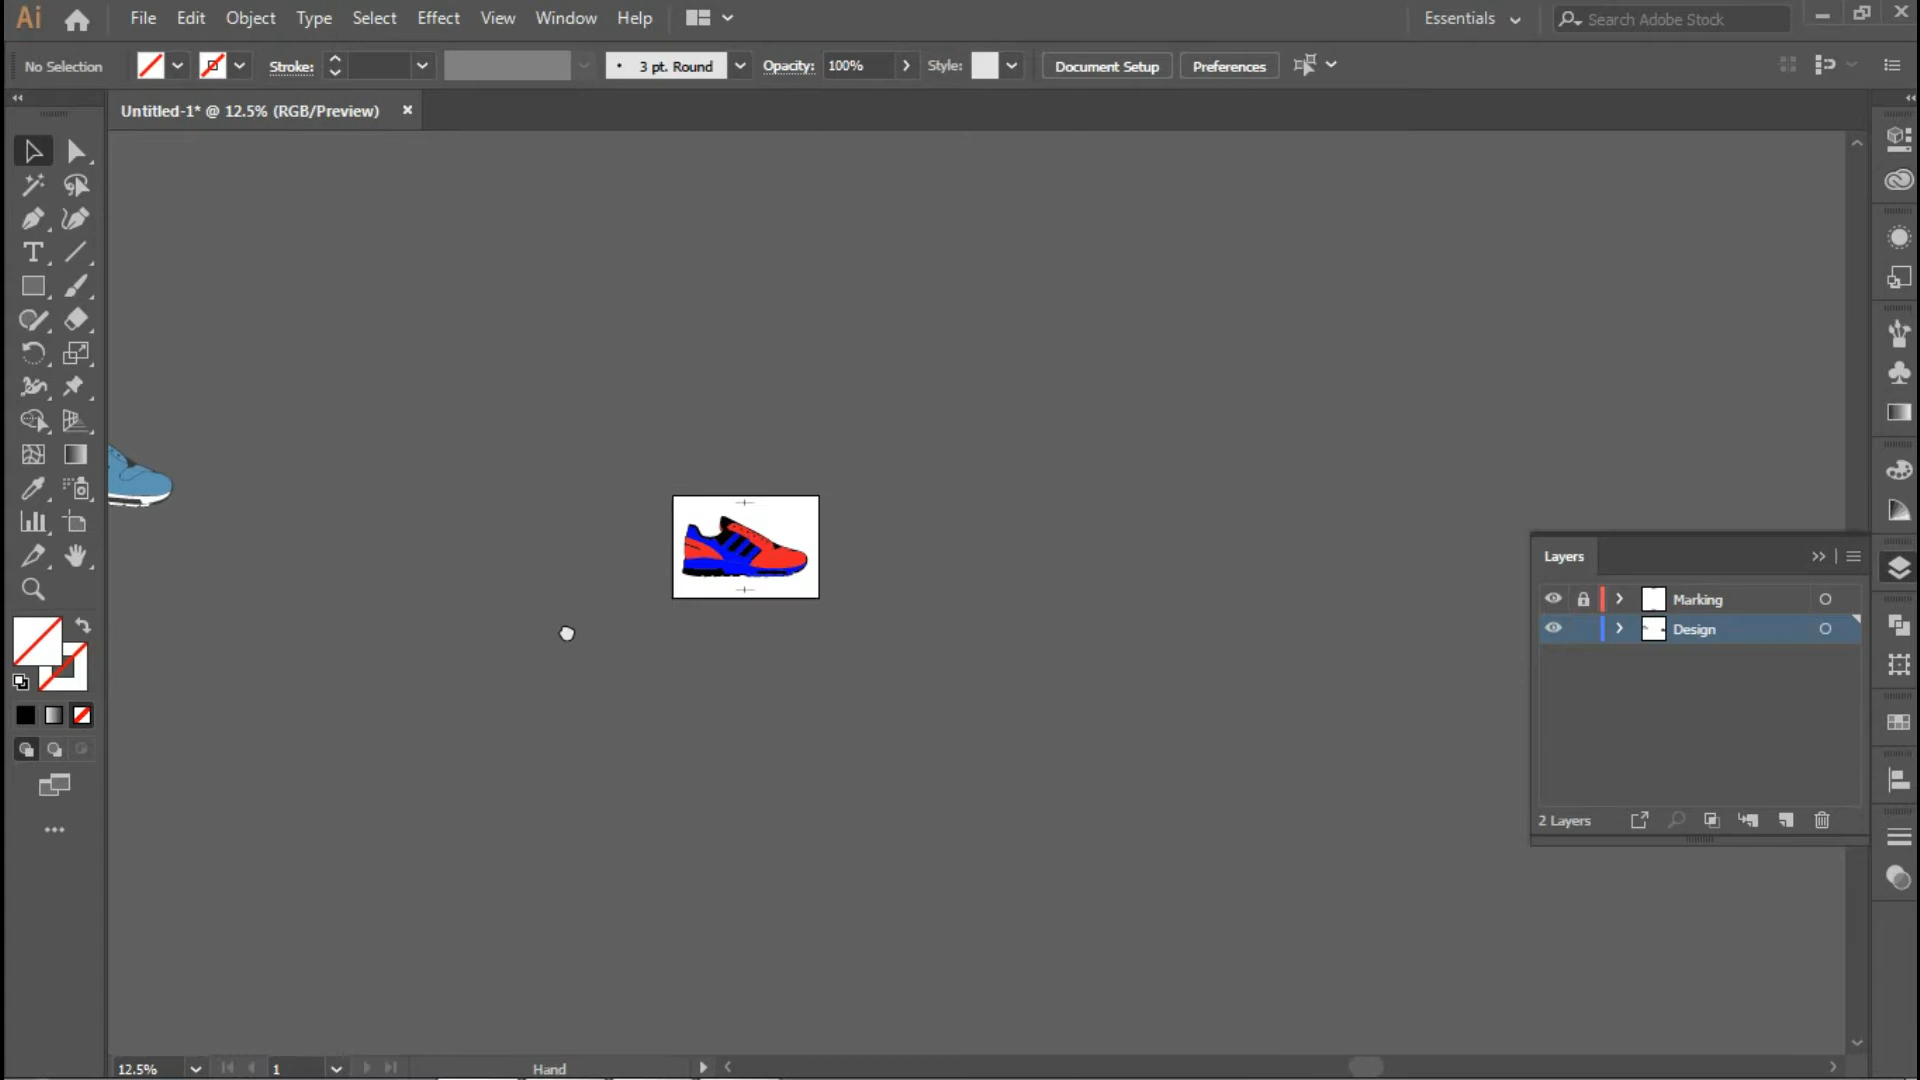 Ai File Edit Object Type Select Effect View Window Help Essentials Search Adobe Stock
No Selection Stroke: 3 pt. Round Opacity: 100% Style: Document Setup Preferences
Untitled-1* @ 12.5% (RGB/Preview)
Layers
Marking
Design
2 Layers
12.5% 1 Hand